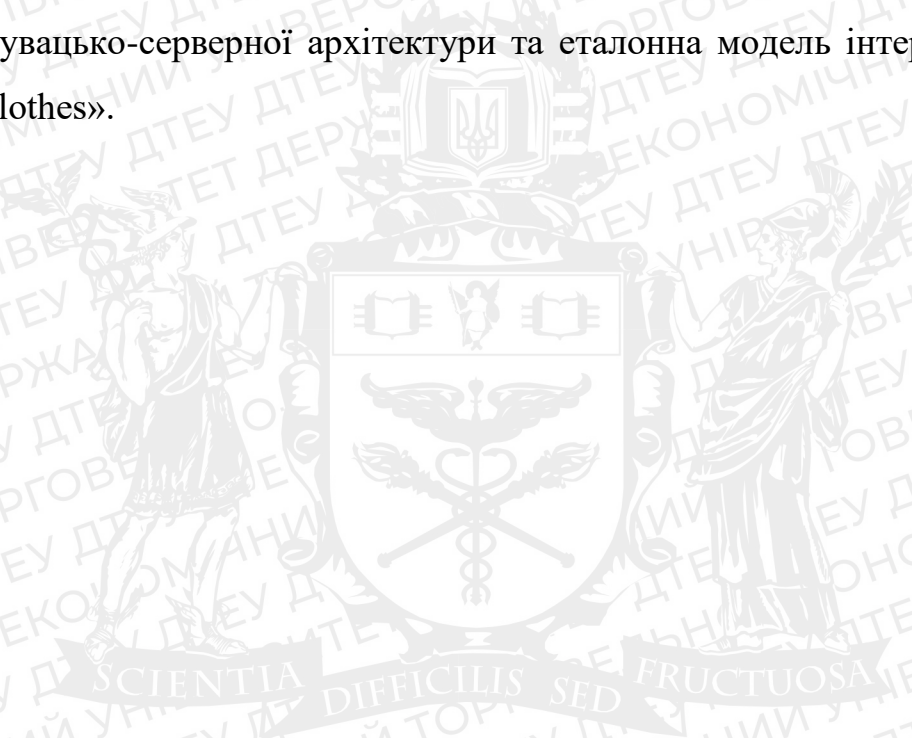 увацько-серверної архітектури та еталонна модель інтер
lothes».
SCIENTIA DIFFICILIS SED FRUCTUOSA